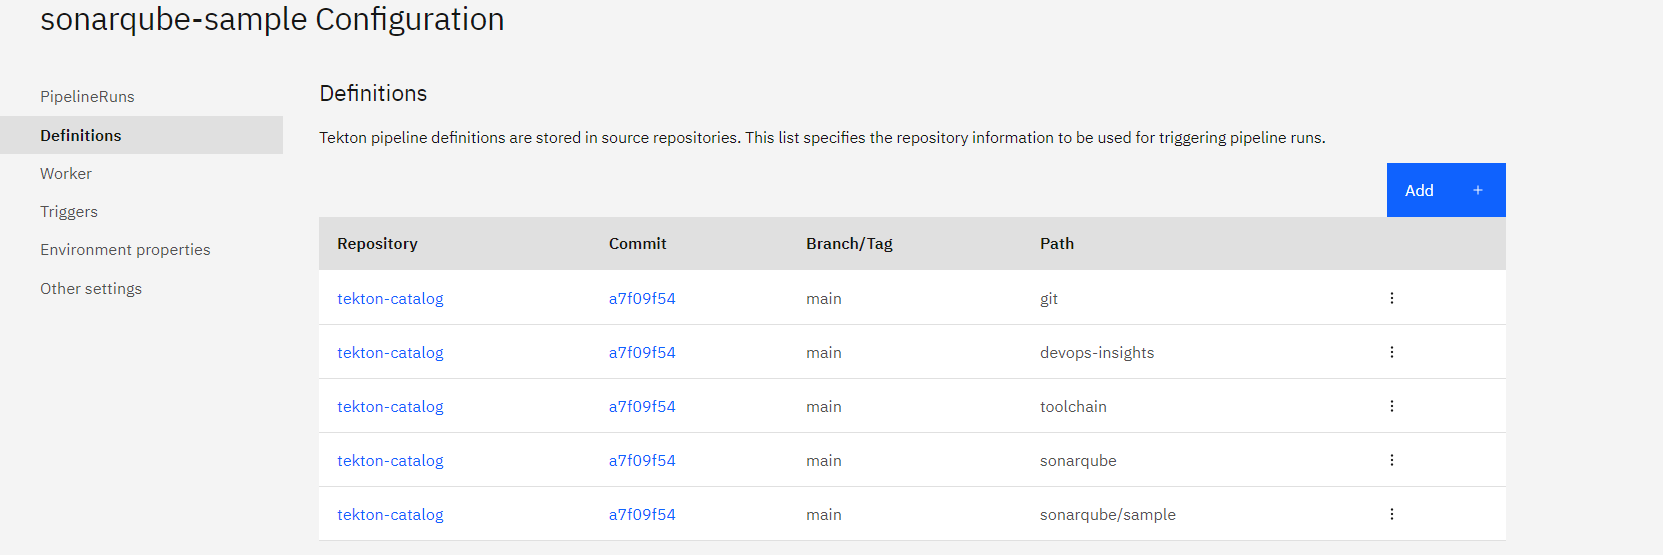 sonarqube-sample Configuration
PipelineRuns
Definitions
Worker
Triggers
Environment properties
Other settings
Definitions
Tekton pipeline definitions are stored in source repositories. This list specifies the repository information to be used for triggering pipeline runs.
Add +
Repository Commit Branch/Tag Path
tekton-catalog a7f09f54 main git
tekton-catalog a7f09f54 main devops-insights
tekton-catalog a7f09f54 main toolchain
tekton-catalog a7f09f54 main sonarqube
tekton-catalog a7f09f54 main sonarqube/sample